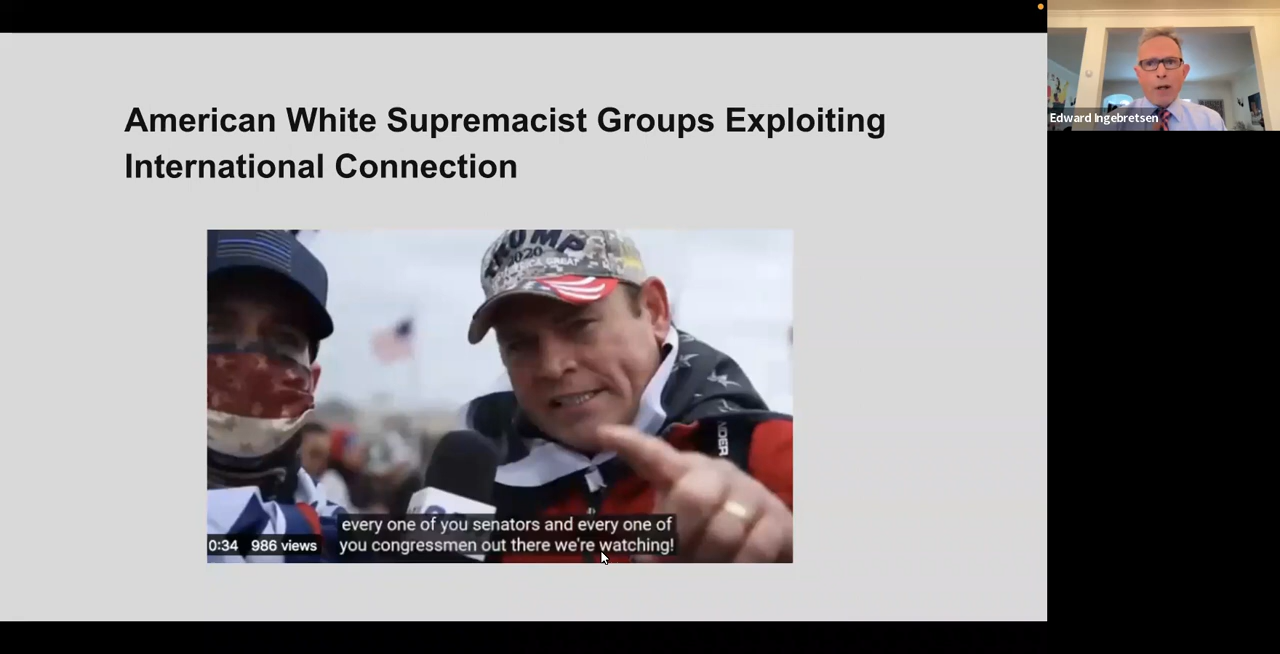 American White Supremacist Groups Exploiting
International Connection
Edward Ingebretsen
2020
every one of you senators and every one of
you congressmen out there we're watching!
0:34 986 views